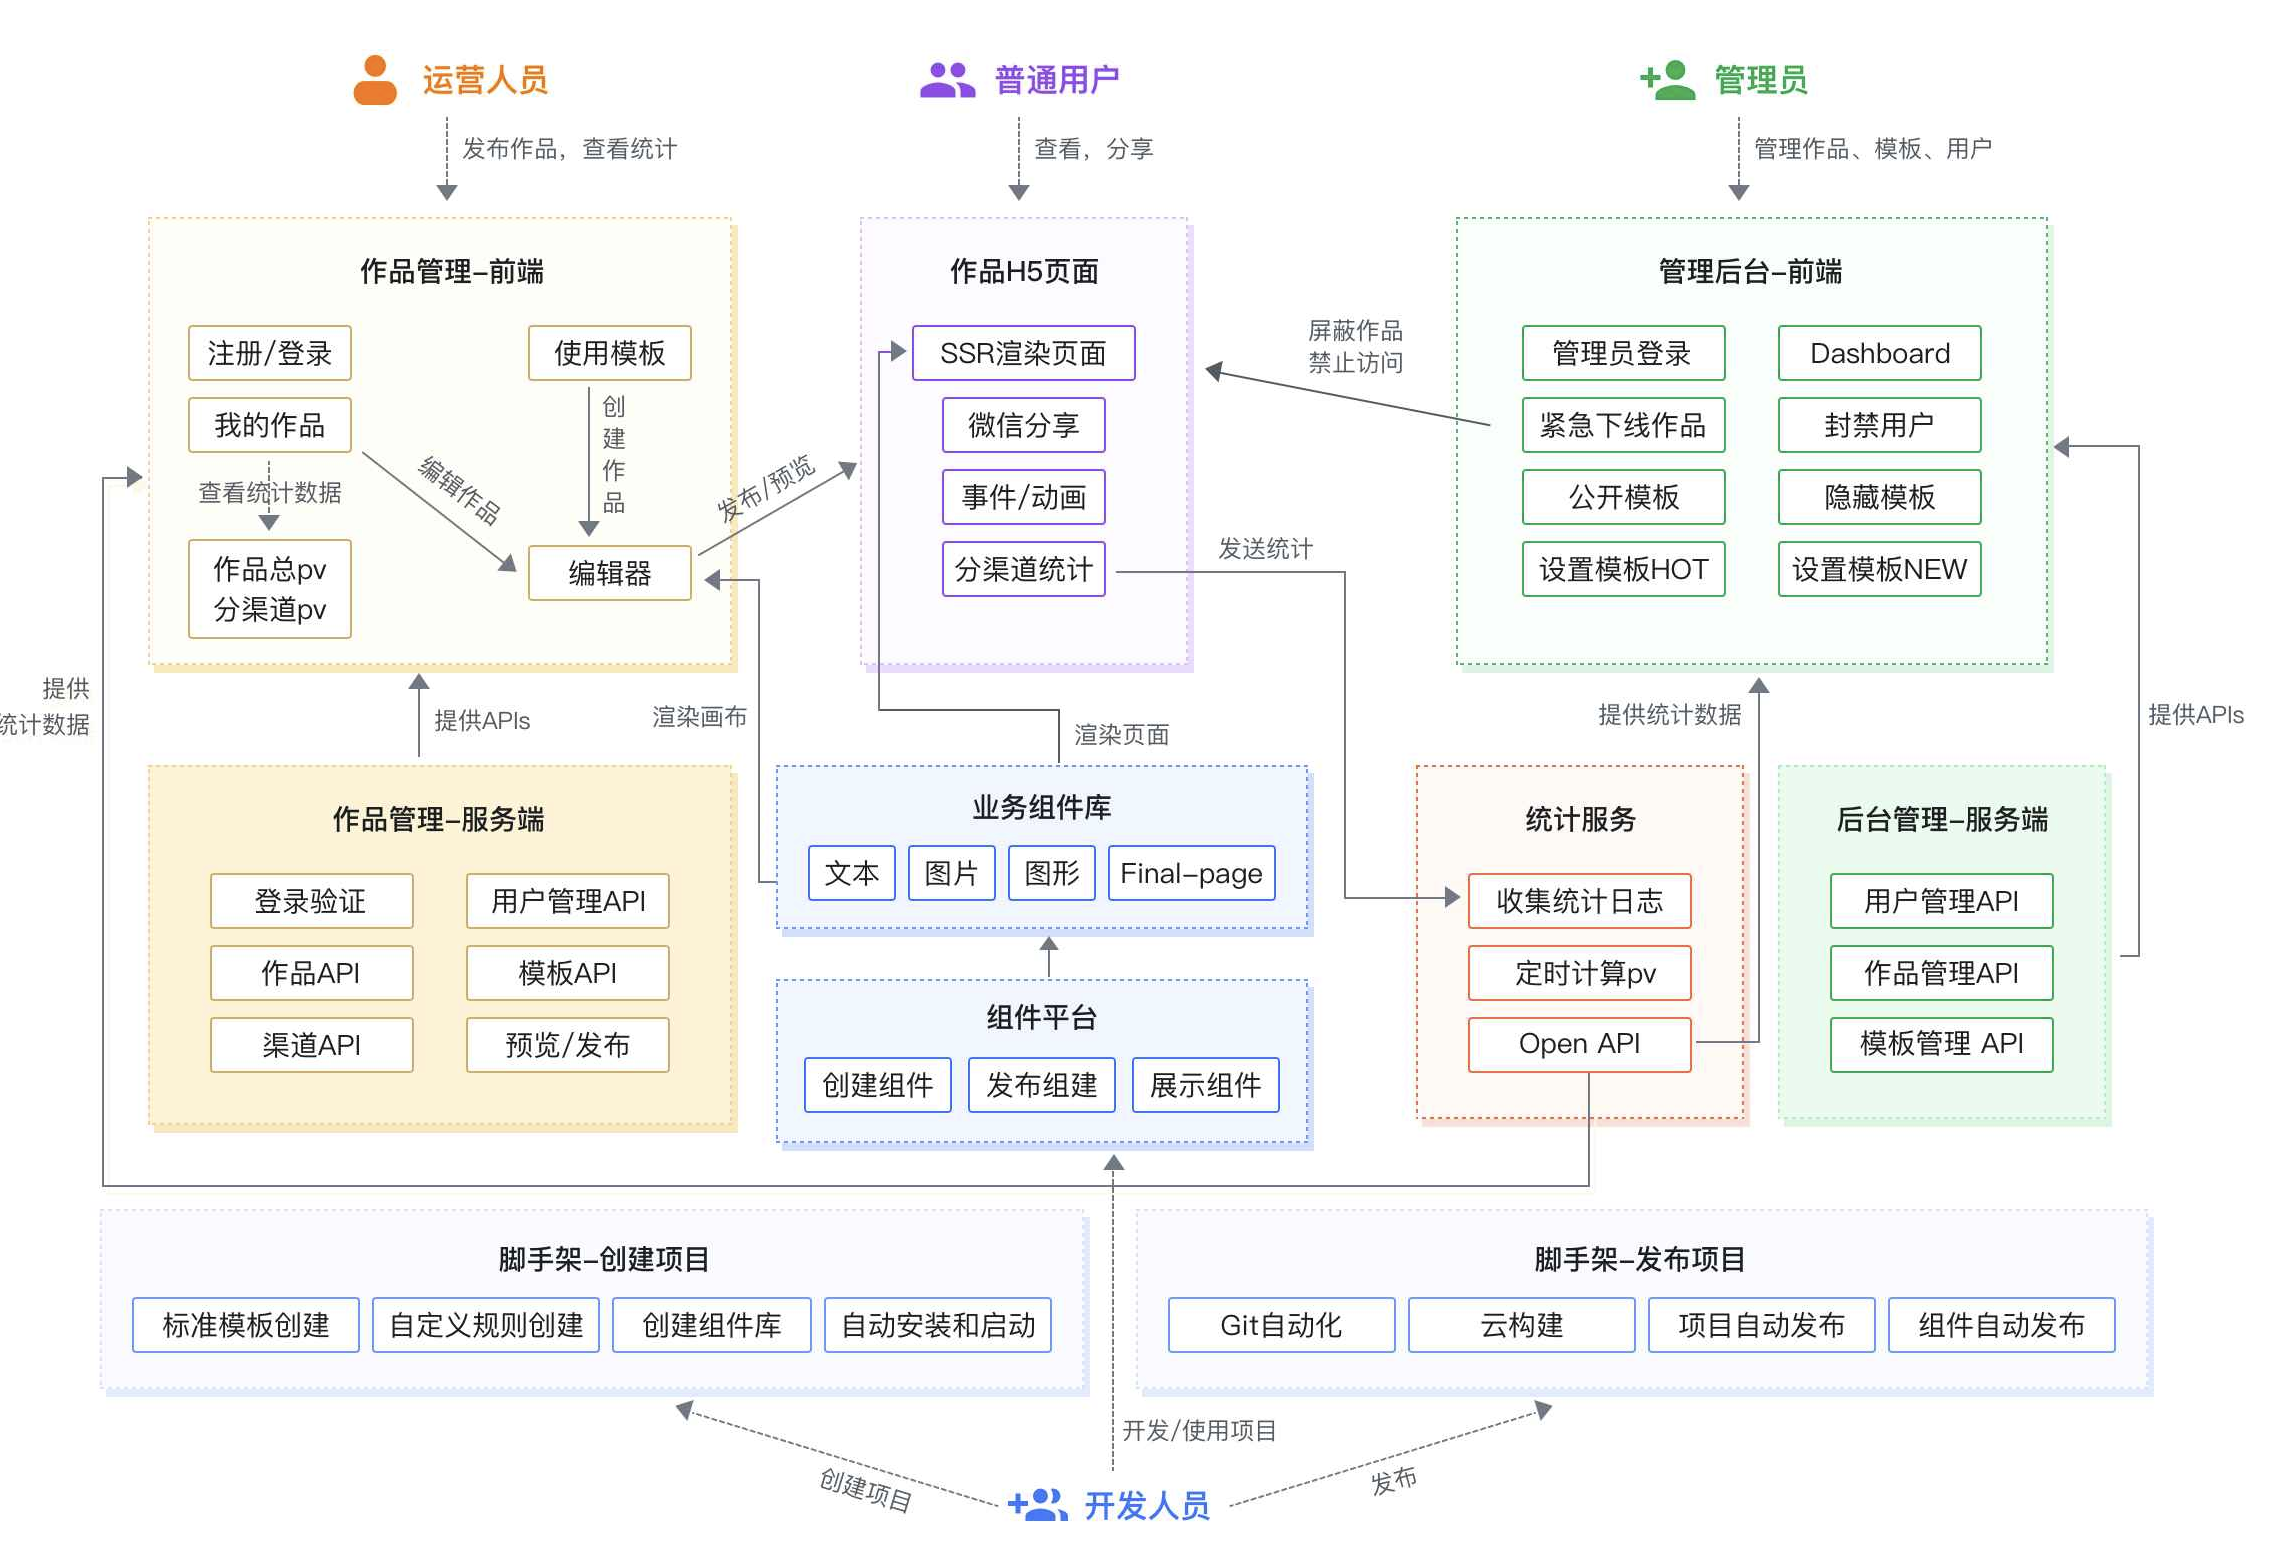 运营人员
普通用户
管理员
发布作品，查看统计
查看，分享
管理作品、模板、用户
作品管理–前端
注册/登录
使用模板
我的作品
创
建
作
品
编辑作品
查看统计数据
作品总pv
分渠道pv
编辑器
发布/预览
作品H5页面
SSR渲染页面
微信分享
事件/动画
分渠道统计
屏蔽作品
禁止访问
发送统计
管理后台–前端
管理员登录
Dashboard
紧急下线作品
封禁用户
公开模板
隐藏模板
设置模板HOT
设置模板NEW
提供
统计数据
提供APIs
渲染画布
渲染页面
提供统计数据
提供APIs
作品管理–服务端
登录验证
用户管理API
作品API
模板API
渠道API
预览/发布
业务组件库
文本
图片
图形
Final–page
组件平台
创建组件
发布组建
展示组件
统计服务
收集统计日志
定时计算pv
Open API
后台管理–服务端
用户管理API
作品管理API
模板管理 API
脚手架–创建项目
标准模板创建
自定义规则创建
创建组件库
自动安装和启动
脚手架–发布项目
Git自动化
云构建
项目自动发布
组件自动发布
创建项目
开发/使用项目
发布
开发人员